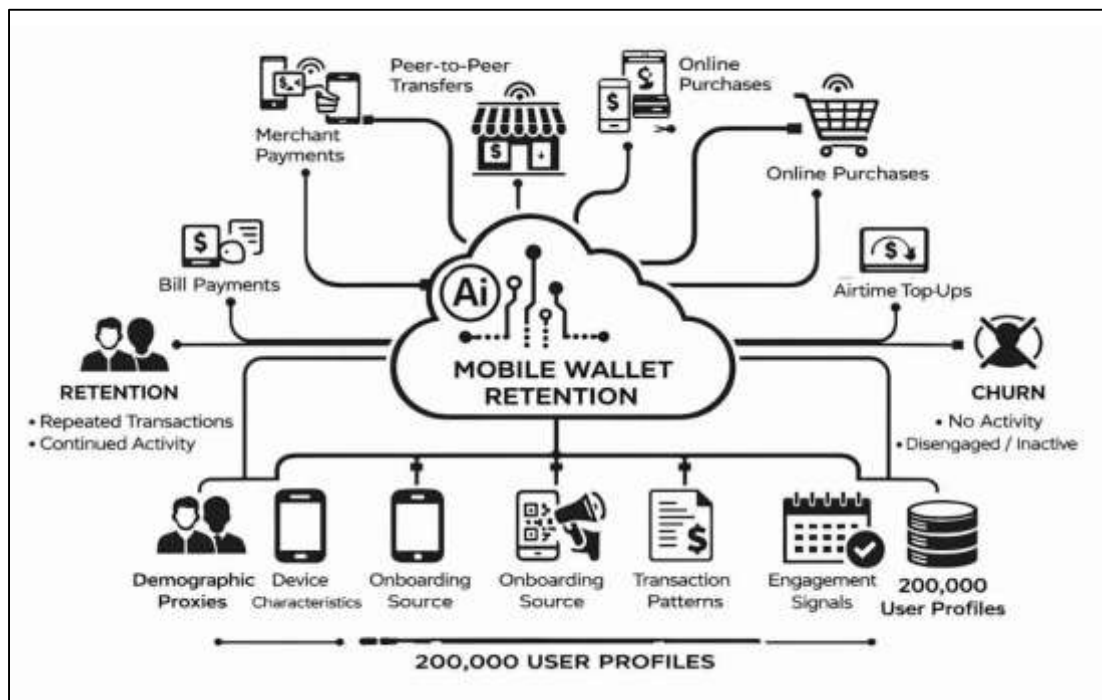 Peer-to-Peer
Transfers
Online
Purchases
Merchant
Payments
Online Purchases
Bill Payments
Airtime Top-Ups
Ai
MOBILE WALLET
RETENTION
RETENTION
• Repeated Transactions
• Continued Activity
CHURN
• No Activity
• Disengaged / Inactive
Demographic
Proxies
Device
Characteristics
Onboarding
Source
Onboarding
Source
Transaction
Patterns
Engagement
Signals
200,000
User Profiles
200,000 USER PROFILES